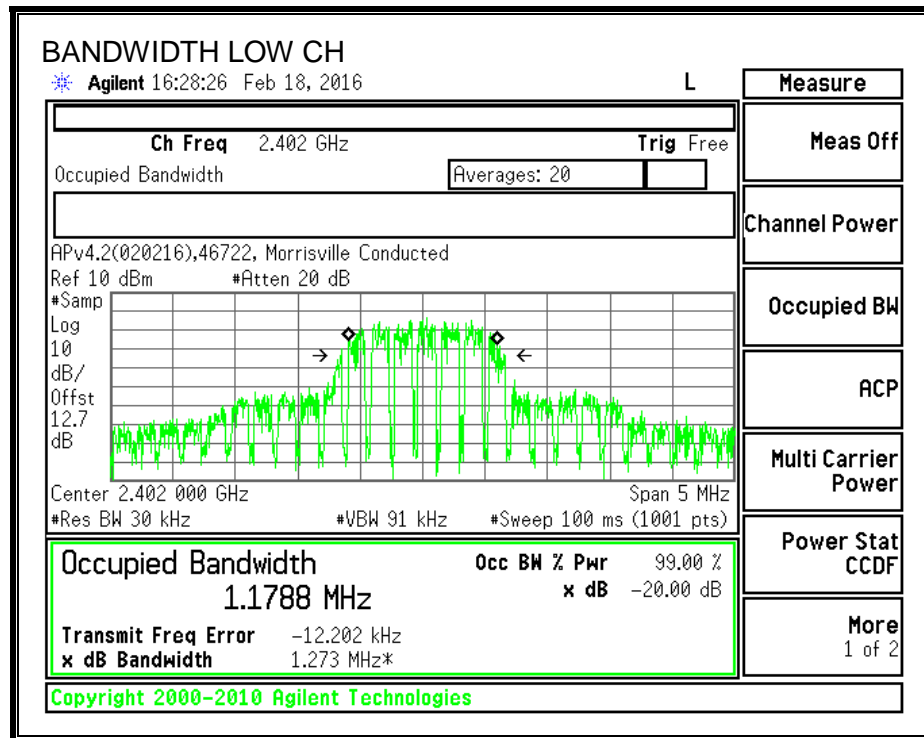 BANDWIDTH LOW CH
Agilent 16:28:26 Feb 18, 2016 L
Ch Freq 2.402 GHz Trig Free
Occupied Bandwidth Averages: 20
APv4.2(020216),46722, Morrisville Conducted
Ref 10 dBm #Atten 20 dB
#Samp
Log
10
dB/
Offst
12.7
dB
Center 2.402 000 GHz Span 5 MHz
#Res BW 30 kHz #VBW 91 kHz #Sweep 100 ms (1001 pts)
Occupied Bandwidth Occ BW % Pwr 99.00 %
1.1788 MHz x dB -20.00 dB
Transmit Freq Error -12.202 kHz
x dB Bandwidth 1.273 MHz*
Copyright 2000-2010 Agilent Technologies
Measure
Meas Off
Channel Power
Occupied BW
ACP
Multi Carrier
Power
Power Stat
CCDF
More
1 of 2